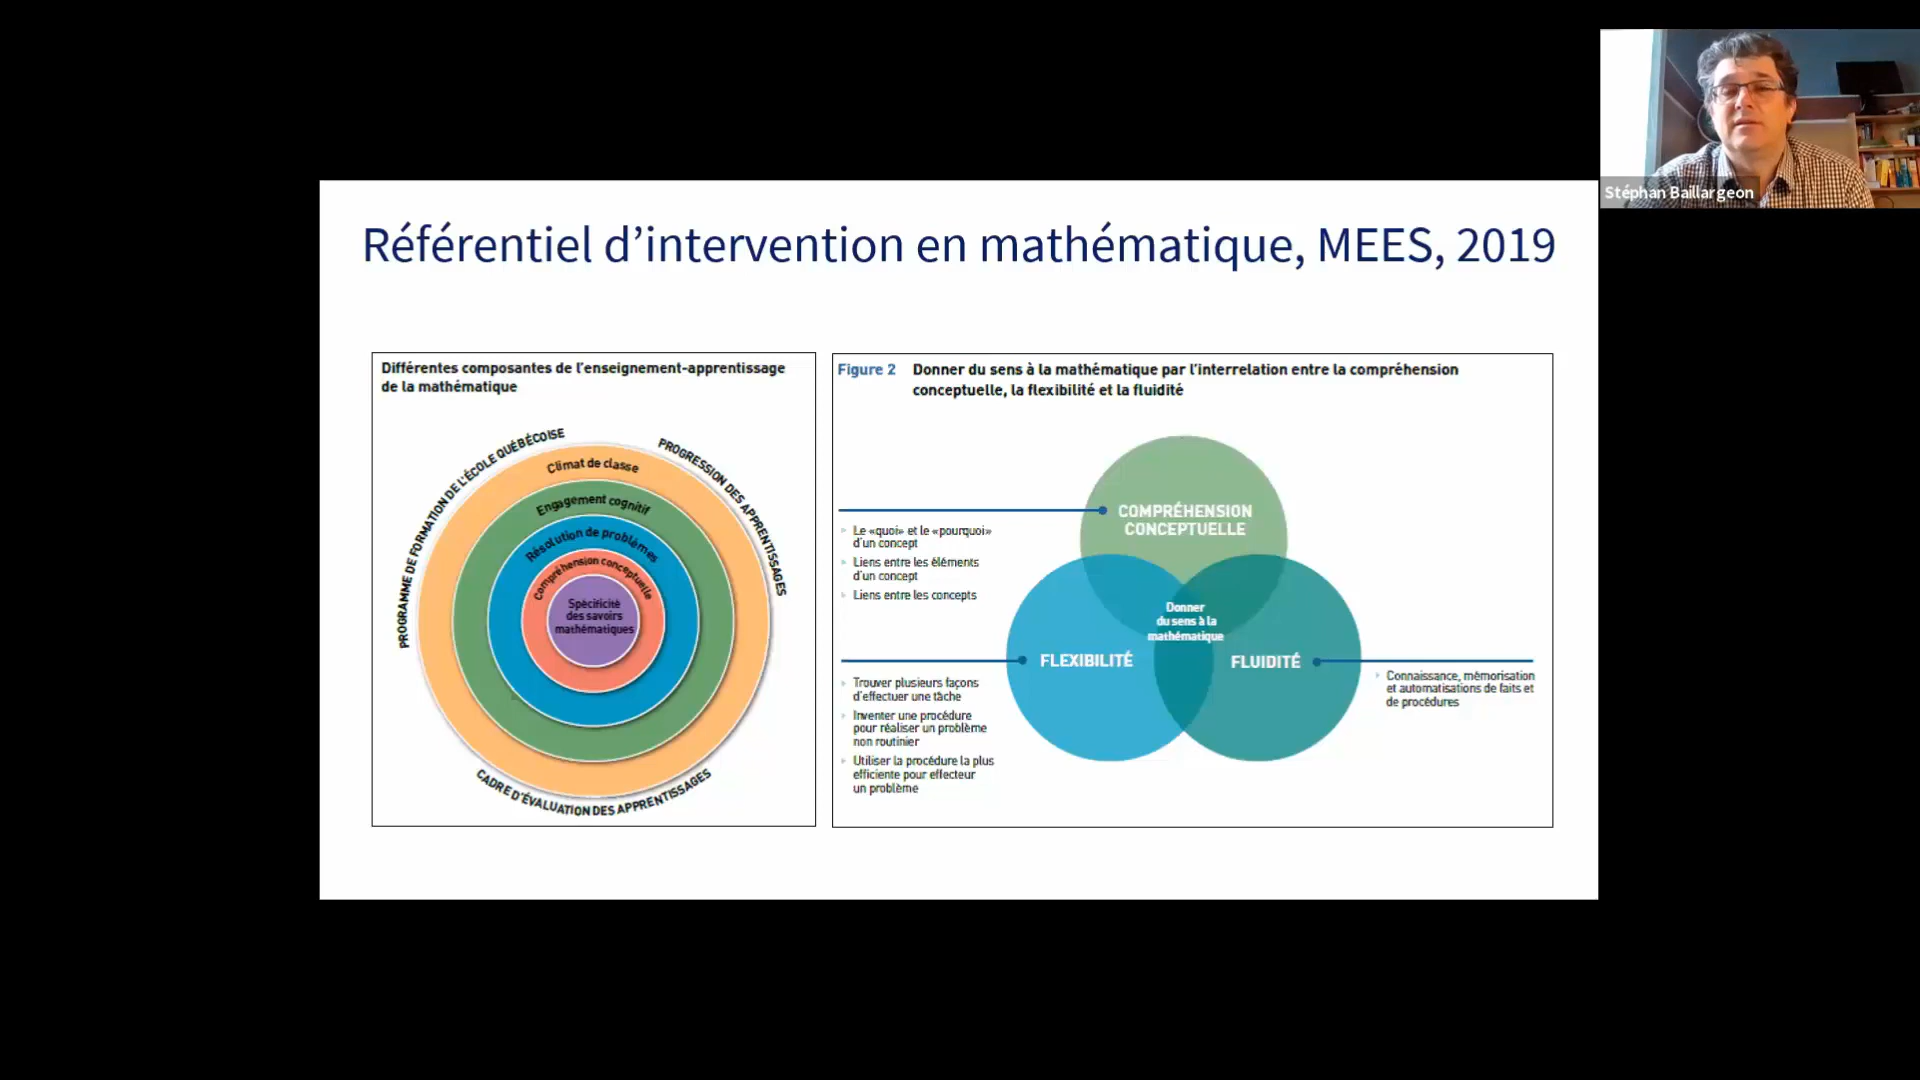 Stéphan Baillargeon
Référentiel d’intervention en mathématique, MEES, 2019
Différentes composantes de l’enseignement-apprentissage
de la mathématique
PROGRAMME DE FORMATION DE L’ÉCOLE QUÉBÉCOISE
PROGRESSION DES APPRENTISSAGES
Climat de classe
Engagement cognitif
Résolution de problèmes
Compréhension conceptuelle
Spécificité
des savoirs
mathématiques
CADRE D’ÉVALUATION DES APPRENTISSAGES
Figure 2 Donner du sens à la mathématique par l’interrelation entre la compréhension
conceptuelle, la flexibilité et la fluidité
COMPRÉHENSION
CONCEPTUELLE
Le «quoi» et le «pourquoi»
d’un concept
Liens entre les éléments
d’un concept
Liens entre les concepts
Donner
du sens à la
mathématique
FLEXIBILITÉ
FLUIDITÉ
Trouver plusieurs façons
d’effectuer une tâche
Inventer une procédure
pour réaliser un problème
non routinier
Utiliser la procédure la plus
efficiente pour effecteur
un problème
Connaissance, mémorisation
et automatisations de faits et
de procédures